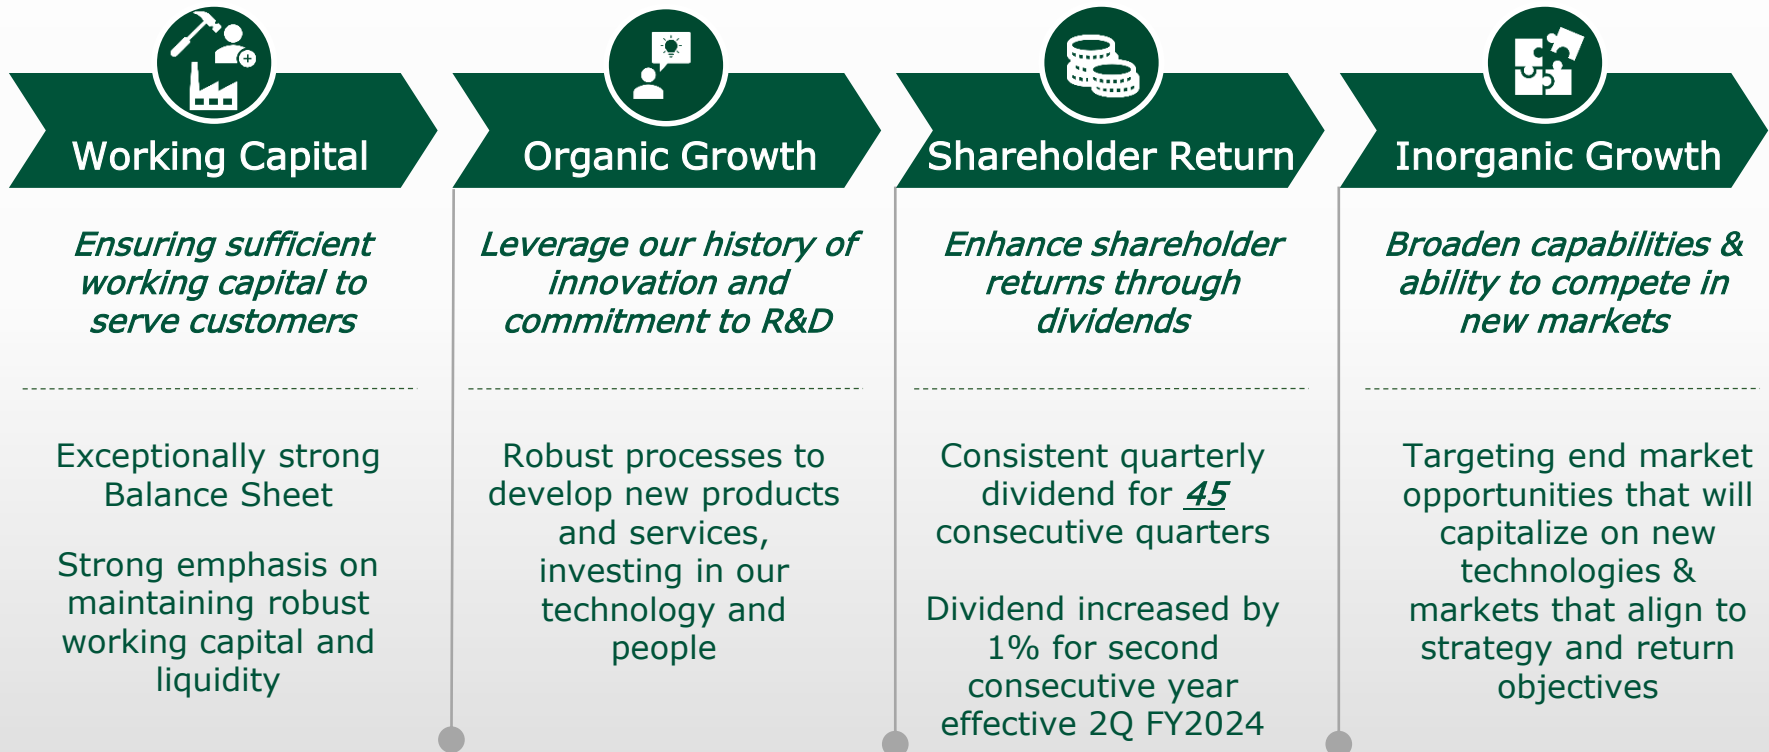 Working Capital
Ensuring sufficient
working capital to
serve customers
Exceptionally strong
Balance Sheet
Strong emphasis on
maintaining robust
working capital and
liquidity
Organic Growth
Leverage our history of
innovation and
commitment to R&D
Robust processes to
develop new products
and services,
investing in our
technology and
people
Shareholder Return
Enhance shareholder
returns through
dividends
Consistent quarterly
dividend for 45
consecutive quarters
Dividend increased by
1% for second
consecutive year
effective 2Q FY2024
Inorganic Growth
Broaden capabilities &
ability to compete in
new markets
Targeting end market
opportunities that will
capitalize on new
technologies &
markets that align to
strategy and return
objectives